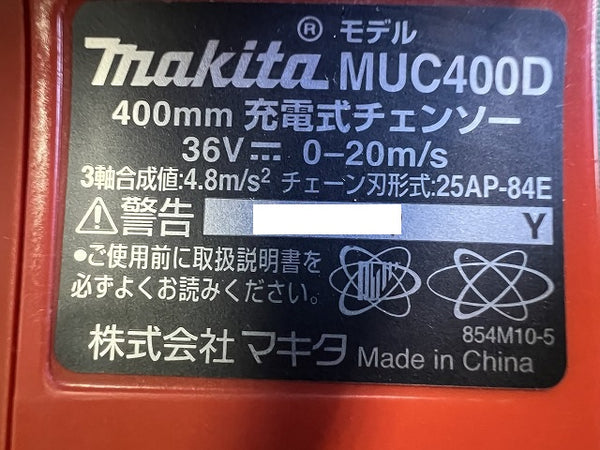 ® モデル
makita MUC400D
400mm 充電式チェンソー
36V⎓ 0–20m/s
3軸合成値:4.8m/s² チェーン刃形式:25AP-84E
⚠警告
Y
•ご使用前に取扱説明書を
必ずよくお読みください。
854M10-5
株式会社 マキタ Made in China